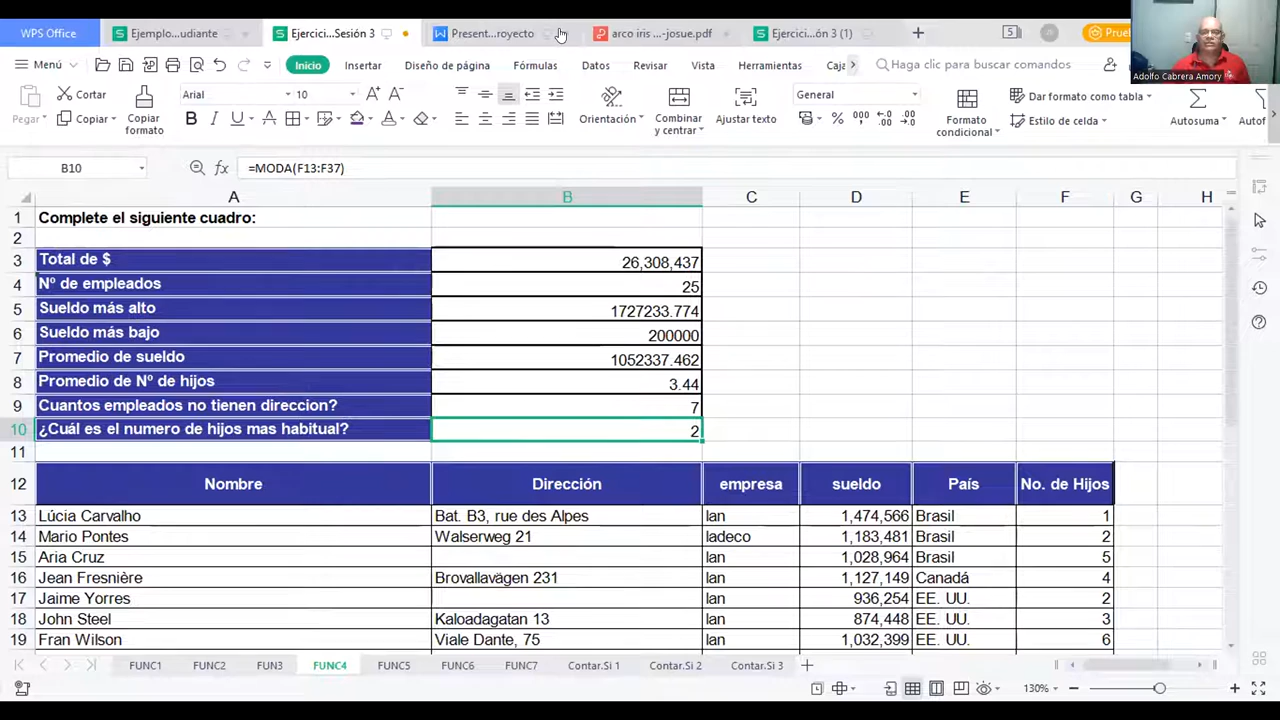 WPS Office
Ejemplo...udiante
Ejercici...Sesión 3
Present...royecto
arco iris ...-josue.pdf
Ejercici...ón 3 (1)
Menú
Inicio
Insertar
Diseño de página
Fórmulas
Datos
Revisar
Vista
Herramientas
Caja
Haga clic para buscar comandos
Adolfo Cabrera Amory
Pegar
Cortar
Copiar
Copiar formato
Arial
10
Orientación
Combinar y centrar
Ajustar texto
General
Formato condicional
Dar formato como tabla
Estilo de celda
Autosuma
B10
=MODA(F13:F37)
A B C D E F G H
1 Complete el siguiente cuadro:
2
3 Total de $ 26,308,437
4 Nº de empleados 25
5 Sueldo más alto 1727233.774
6 Sueldo más bajo 200000
7 Promedio de sueldo 1052337.462
8 Promedio de Nº de hijos 3.44
9 Cuantos empleados no tienen direccion? 7
10 ¿Cuál es el numero de hijos mas habitual? 2
11
12 Nombre Dirección empresa sueldo País No. de Hijos
13 Lúcia Carvalho Bat. B3, rue des Alpes lan 1,474,566 Brasil 1
14 Mario Pontes Walserweg 21 ladeco 1,183,481 Brasil 2
15 Aria Cruz lan 1,028,964 Brasil 5
16 Jean Fresnière Brovallavägen 231 lan 1,127,149 Canadá 4
17 Jaime Yorres lan 936,254 EE. UU. 2
18 John Steel Kaloadagatan 13 lan 874,448 EE. UU. 3
19 Fran Wilson Viale Dante, 75 lan 1,032,399 EE. UU. 6
FUNC1 FUNC2 FUN3 FUNC4 FUNC5 FUNC6 FUNC7 Contar.Si 1 Contar.Si 2 Contar.Si 3
130%